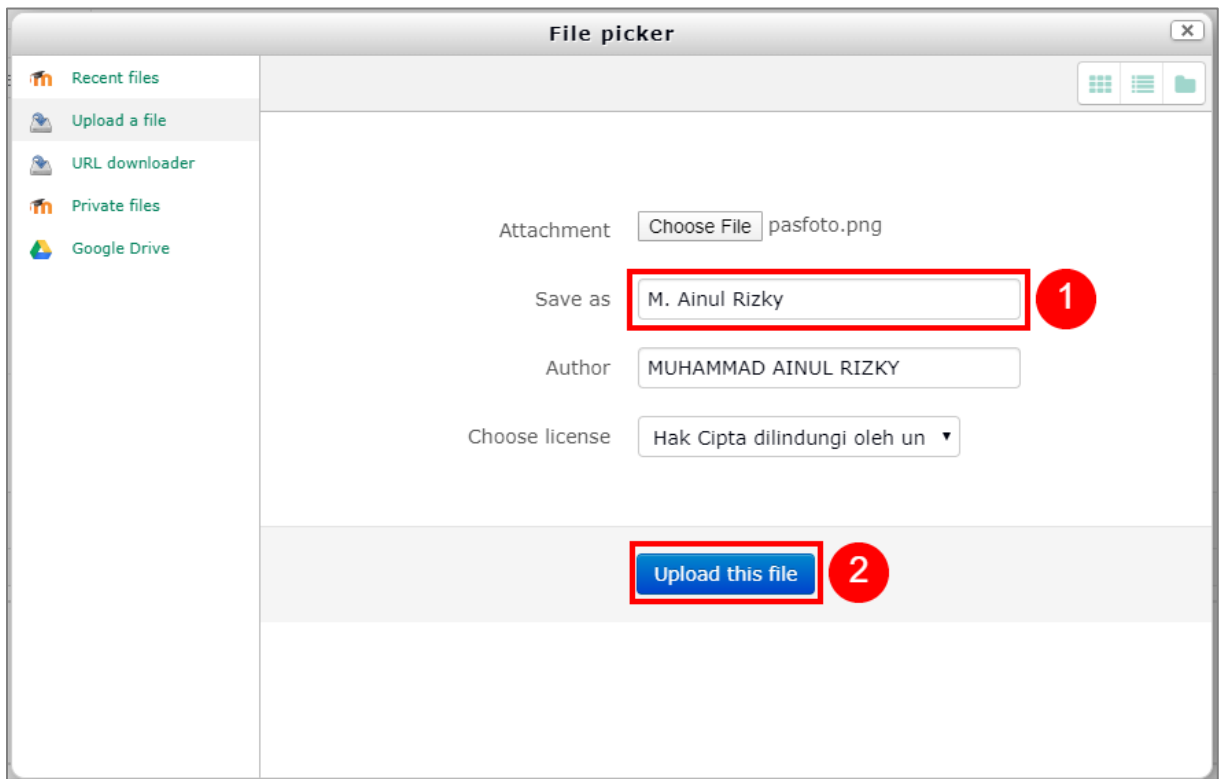 File picker
x
Recent files
Upload a file
URL downloader
Private files
Google Drive
Attachment Choose File pasfoto.png
Save as M. Ainul Rizky 1
Author MUHAMMAD AINUL RIZKY
Choose license Hak Cipta dilindungi oleh un
Upload this file 2